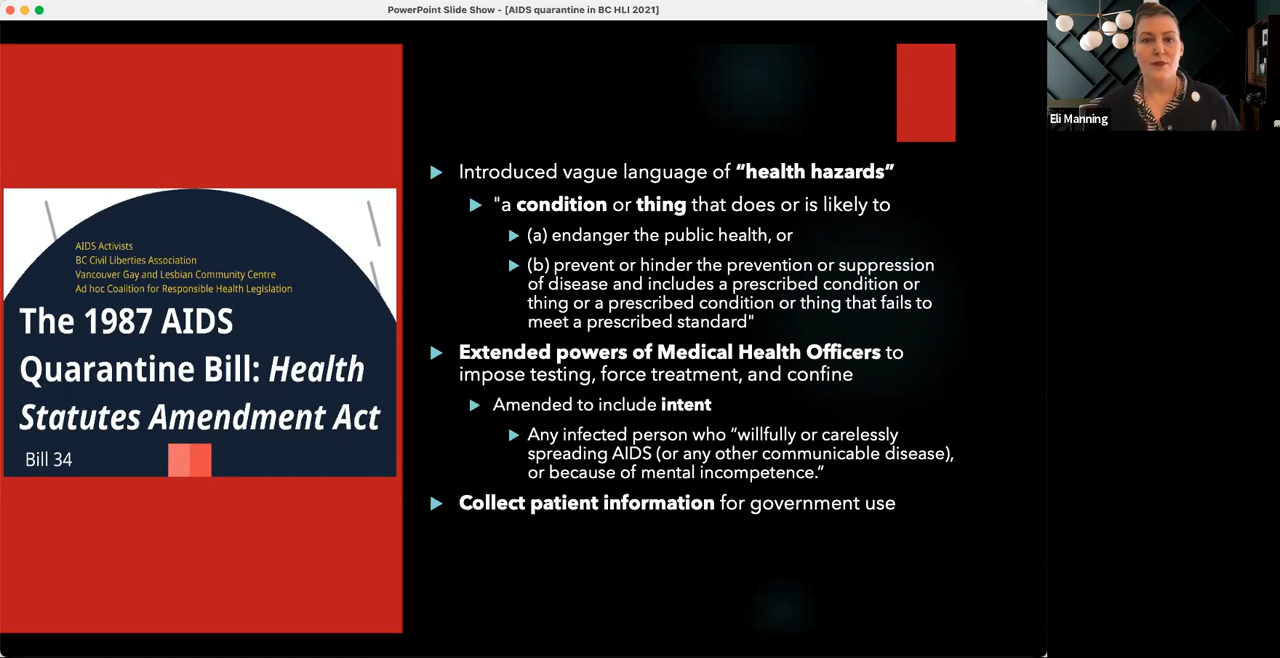 PowerPoint Slide Show - [AIDS quarantine in BC HLI 2021]
AIDS Activists
BC Civil Liberties Association
Vancouver Gay and Lesbian Community Centre
Ad hoc Coalition for Responsible Health Legislation
The 1987 AIDS
Quarantine Bill: Health
Statutes Amendment Act
Bill 34
Introduced vague language of “health hazards”
"a condition or thing that does or is likely to
(a) endanger the public health, or
(b) prevent or hinder the prevention or suppression
of disease and includes a prescribed condition or
thing or a prescribed condition or thing that fails to
meet a prescribed standard"
Extended powers of Medical Health Officers to
impose testing, force treatment, and confine
Amended to include intent
Any infected person who “willfully or carelessly
spreading AIDS (or any other communicable disease),
or because of mental incompetence.“
Collect patient information for government use
Eli Manning